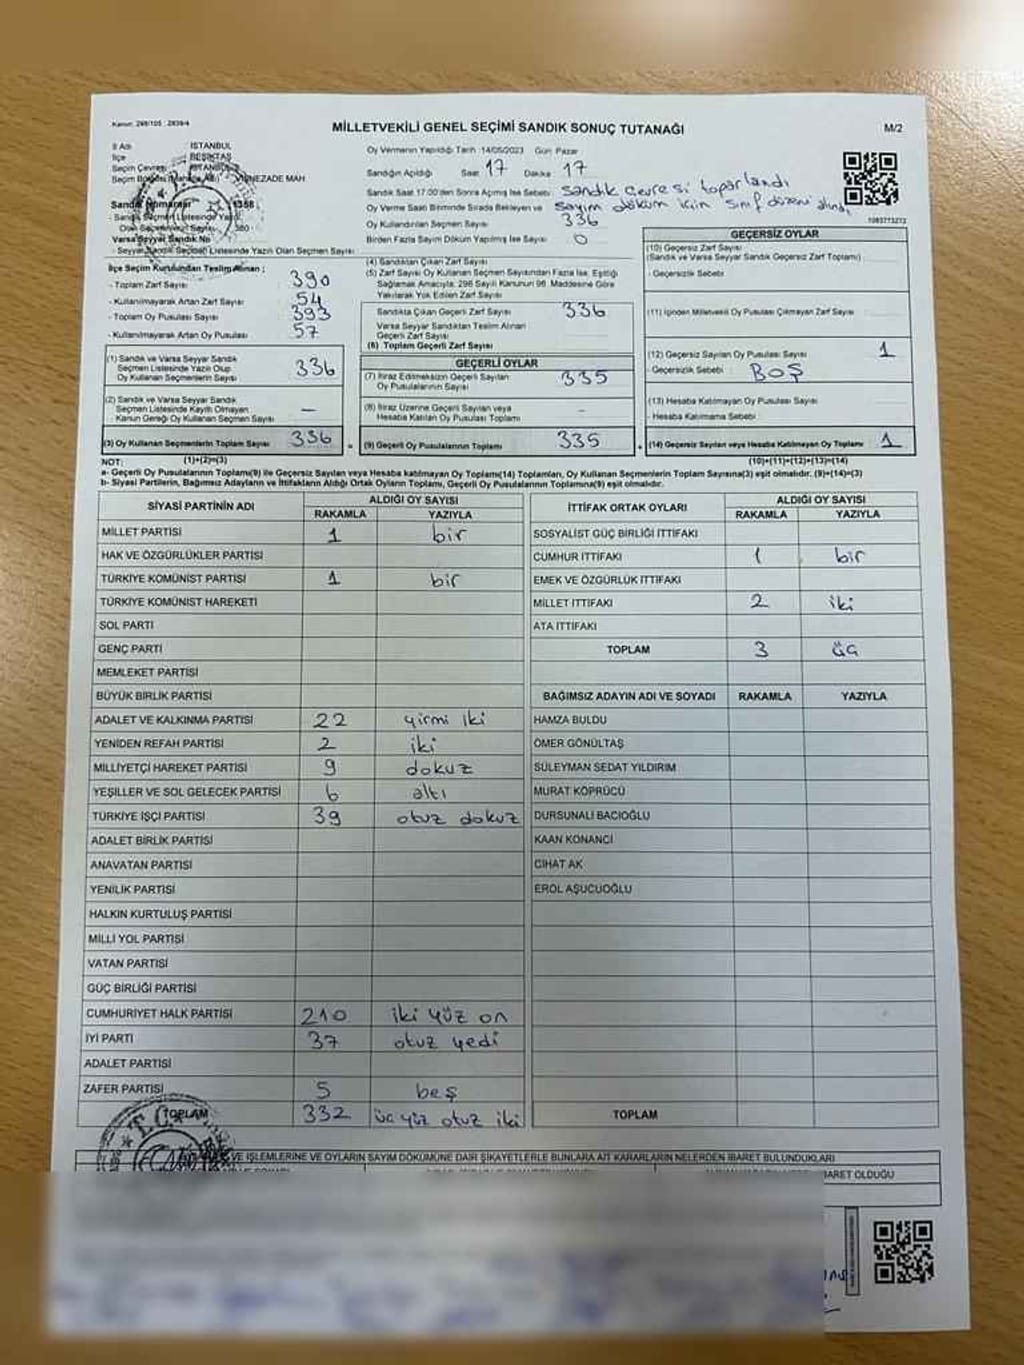 Kanun: 298/105 : 2839/4
MİLLETVEKİLİ GENEL SEÇİMİ SANDIK SONUÇ TUTANAĞI
M/2
İl Adı İSTANBUL
İlçe BEŞİKTAŞ
Seçim Çevresi
Seçim Bölgesi
Sandık
Sandık Seçmen Listesinde Yazılı
Olan Seçmen Sayısı
Varsa Seyyar Sandık No
- Seyyar Sandık Seçmen Listesinde Yazılı Olan Seçmen Sayısı
Oy Vermenin Yapıldığı Tarih :14/05/2023 Gün : Pazar
Sandığın Açıldığı Saat 17 Dakika 17
Sandık Saat 17:00'den Sonra Açılmış İse Sebebi : Sandık çevresi toparlandı
Oy Verme Saati Bitiminde Sırada Bekleyen ve sayım döküm için sınıf düzeni alındı
Oy Kullandırılan Seçmen Sayısı 336
Birden Fazla Sayım Döküm Yapılmış İse Sayısı 0
1083773273
İlçe Seçim Kurulundan Teslim Alınan ;
- Toplam Zarf Sayısı 390
- Kullanılmayarak Artan Zarf Sayısı 54
- Toplam Oy Pusulası Sayısı 393
- Kullanılmayarak Artan Oy Pusulası 57
(1) Sandık ve Varsa Seyyar Sandık
Seçmen Listesinde Yazılı Olup
Oy Kullanan Seçmenlerin Sayısı 336
(2) Sandık ve Varsa Seyyar Sandık
Seçmen Listesinde Kayıtlı Olmayan
- Kanun Gereği Oy Kullanan Seçmen Sayısı –
(3) Oy Kullanan Seçmenlerin Toplam Sayısı 336
(1)+(2)=(3)
(4) Sandıktan Çıkan Zarf Sayısı
(5) Zarf Sayısı Oy Kullanan Seçmen Sayısından Fazla İse, Eşitliği
Sağlamak Amacıyla; 298 Sayılı Kanunun 98. Maddesine Göre
Yakılarak Yok Edilen Zarf Sayısı
Sandıkta Çıkan Geçerli Zarf Sayısı 336
Varsa Seyyar Sandıktan Teslim Alınan
Geçerli Zarf Sayısı
(6) Toplam Geçerli Zarf Sayısı
GEÇERLİ OYLAR
(7) İtiraz Edilmeksizin Geçerli Sayılan
Oy Pusulalarının Sayısı 335
(8) İtiraz Üzerine Geçerli Sayılan veya
Hesaba Katılan Oy Pusulası Toplamı –
= (9) Geçerli Oy Pusulalarının Toplamı 335
GEÇERSİZ OYLAR
(10) Geçersiz Zarf Sayısı
(Sandık ve Varsa Seyyar Sandık Geçersiz Zarf Toplamı)
- Geçersizlik Sebebi
(11) İçinden Milletvekili Oy Pusulası Çıkmayan Zarf Sayısı
(12) Geçersiz Sayılan Oy Pusulası Sayısı 1
- Geçersizlik Sebebi : BOŞ
(13) Hesaba Katılmayan Oy Pusulası Sayısı
- Hesaba Katılmama Sebebi
+ (14) Geçersiz Sayılan veya Hesaba Katılmayan Oy Toplamı 1
(10)+(11)+(12)+(13)=(14)
NOT:
a- Geçerli Oy Pusulalarının Toplamı(9) ile Geçersiz Sayılan veya Hesaba katılmayan Oy Toplamı(14) Toplamları, Oy Kullanan Seçmenlerin Toplam Sayısına(3) eşit olmalıdır. (9)+(14)=(3)
b- Siyasi Partilerin, Bağımsız Adayların ve İttifakların Aldığı Ortak Oyların Toplamı, Geçerli Oy Pusulalarının Toplamına(9) eşit olmalıdır.
SİYASİ PARTİNİN ADI ALDIĞI OY SAYISI
RAKAMLA YAZIYLA
MİLLET PARTİSİ 1 bir
HAK VE ÖZGÜRLÜKLER PARTİSİ
TÜRKİYE KOMÜNİST PARTİSİ 1 bir
TÜRKİYE KOMÜNİST HAREKETİ
SOL PARTİ
GENÇ PARTİ
MEMLEKET PARTİSİ
BÜYÜK BİRLİK PARTİSİ
ADALET VE KALKINMA PARTİSİ 22 yirmi iki
YENİDEN REFAH PARTİSİ 2 iki
MİLLİYETÇİ HAREKET PARTİSİ 9 dokuz
YEŞİLLER VE SOL GELECEK PARTİSİ 6 altı
TÜRKİYE İŞÇİ PARTİSİ 39 otuz dokuz
ADALET BİRLİK PARTİSİ
ANAVATAN PARTİSİ
YENİLİK PARTİSİ
HALKIN KURTULUŞ PARTİSİ
MİLLİ YOL PARTİSİ
VATAN PARTİSİ
GÜÇ BİRLİĞİ PARTİSİ
CUMHURİYET HALK PARTİSİ 210 iki yüz on
İYİ PARTİ 37 otuz yedi
ADALET PARTİSİ
ZAFER PARTİSİ 5 beş
TOPLAM 332 üç yüz otuz iki
İTTİFAK ORTAK OYLARI ALDIĞI OY SAYISI
RAKAMLA YAZIYLA
SOSYALİST GÜÇ BİRLİĞİ İTTİFAKI
CUMHUR İTTİFAKI 1 bir
EMEK VE ÖZGÜRLÜK İTTİFAKI
MİLLET İTTİFAKI 2 iki
ATA İTTİFAKI
TOPLAM 3 üç
BAĞIMSIZ ADAYIN ADI VE SOYADI RAKAMLA YAZIYLA
HAMZA BULDU
ÖMER GÖNÜLTAŞ
SÜLEYMAN SEDAT YILDIRIM
MURAT KÖPRÜCÜ
DURSUNALİ BACIOĞLU
KAAN KONANCİ
CİHAT AK
EROL AŞUCUOĞLU
TOPLAM
VE İŞLEMLERİNE VE OYLARIN SAYIM DÖKÜMÜNE DAİR ŞİKAYETLERLE BUNLARA AİT KARARLARIN NELERDEN İBARET BULUNDUKLARI
İBARET OLDUĞU